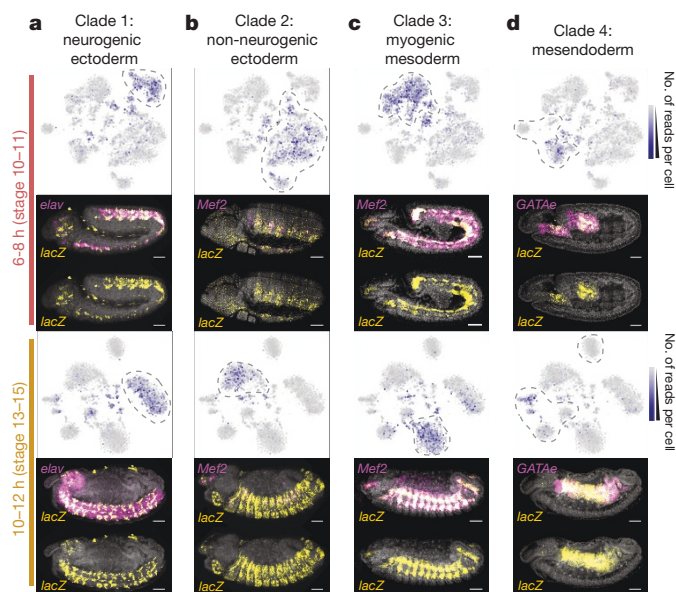 a
Clade 1:
neurogenic
ectoderm
b
Clade 2:
non-neurogenic
ectoderm
c
Clade 3:
myogenic
mesoderm
d
Clade 4:
mesendoderm
No. of reads per cell
6–8 h (stage 10–11)
elav
lacZ
lacZ
Mef2
lacZ
lacZ
Mef2
lacZ
lacZ
GATAe
lacZ
lacZ
No. of reads per cell
10–12 h (stage 13–15)
elav
lacZ
lacZ
Mef2
lacZ
lacZ
Mef2
lacZ
lacZ
GATAe
lacZ
lacZ